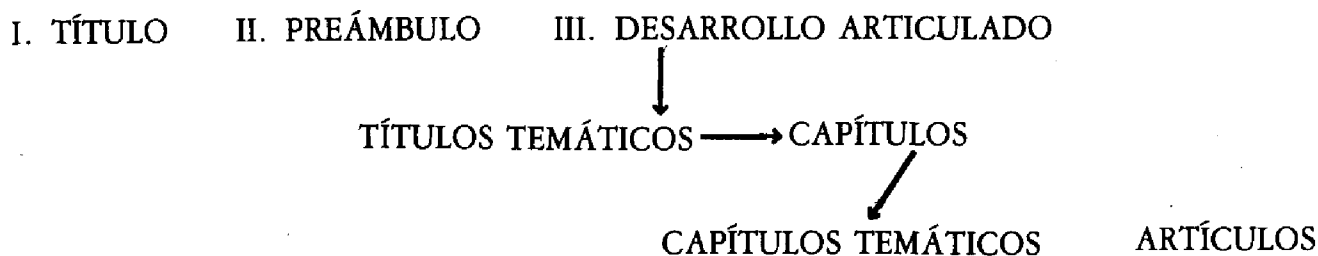 I. TÍTULO II. PREÁMBULO III. DESARROLLO ARTICULADO
TÍTULOS TEMÁTICOS CAPÍTULOS
CAPÍTULOS TEMÁTICOS ARTÍCULOS